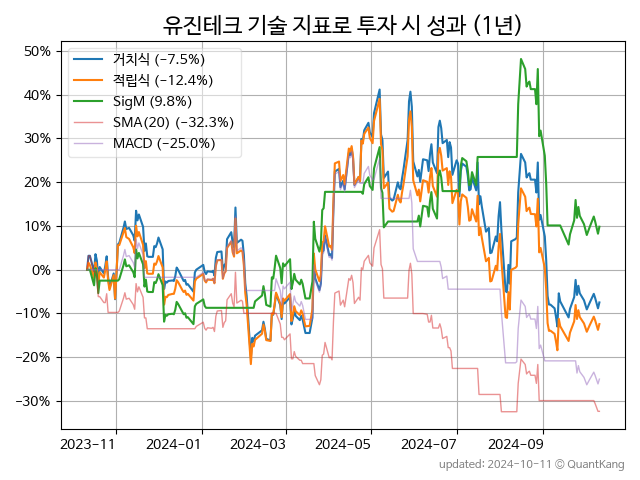 유진테크 기술 지표로 투자 시 성과 (1년)
거치식 (−7.5%)
적립식 (−12.4%)
SigM (9.8%)
SMA(20) (−32.3%)
MACD (−25.0%)
50%
40%
30%
20%
10%
0%
−10%
−20%
−30%
2023-11 2024-01 2024-03 2024-05 2024-07 2024-09
updated: 2024-10-11 © QuantKang